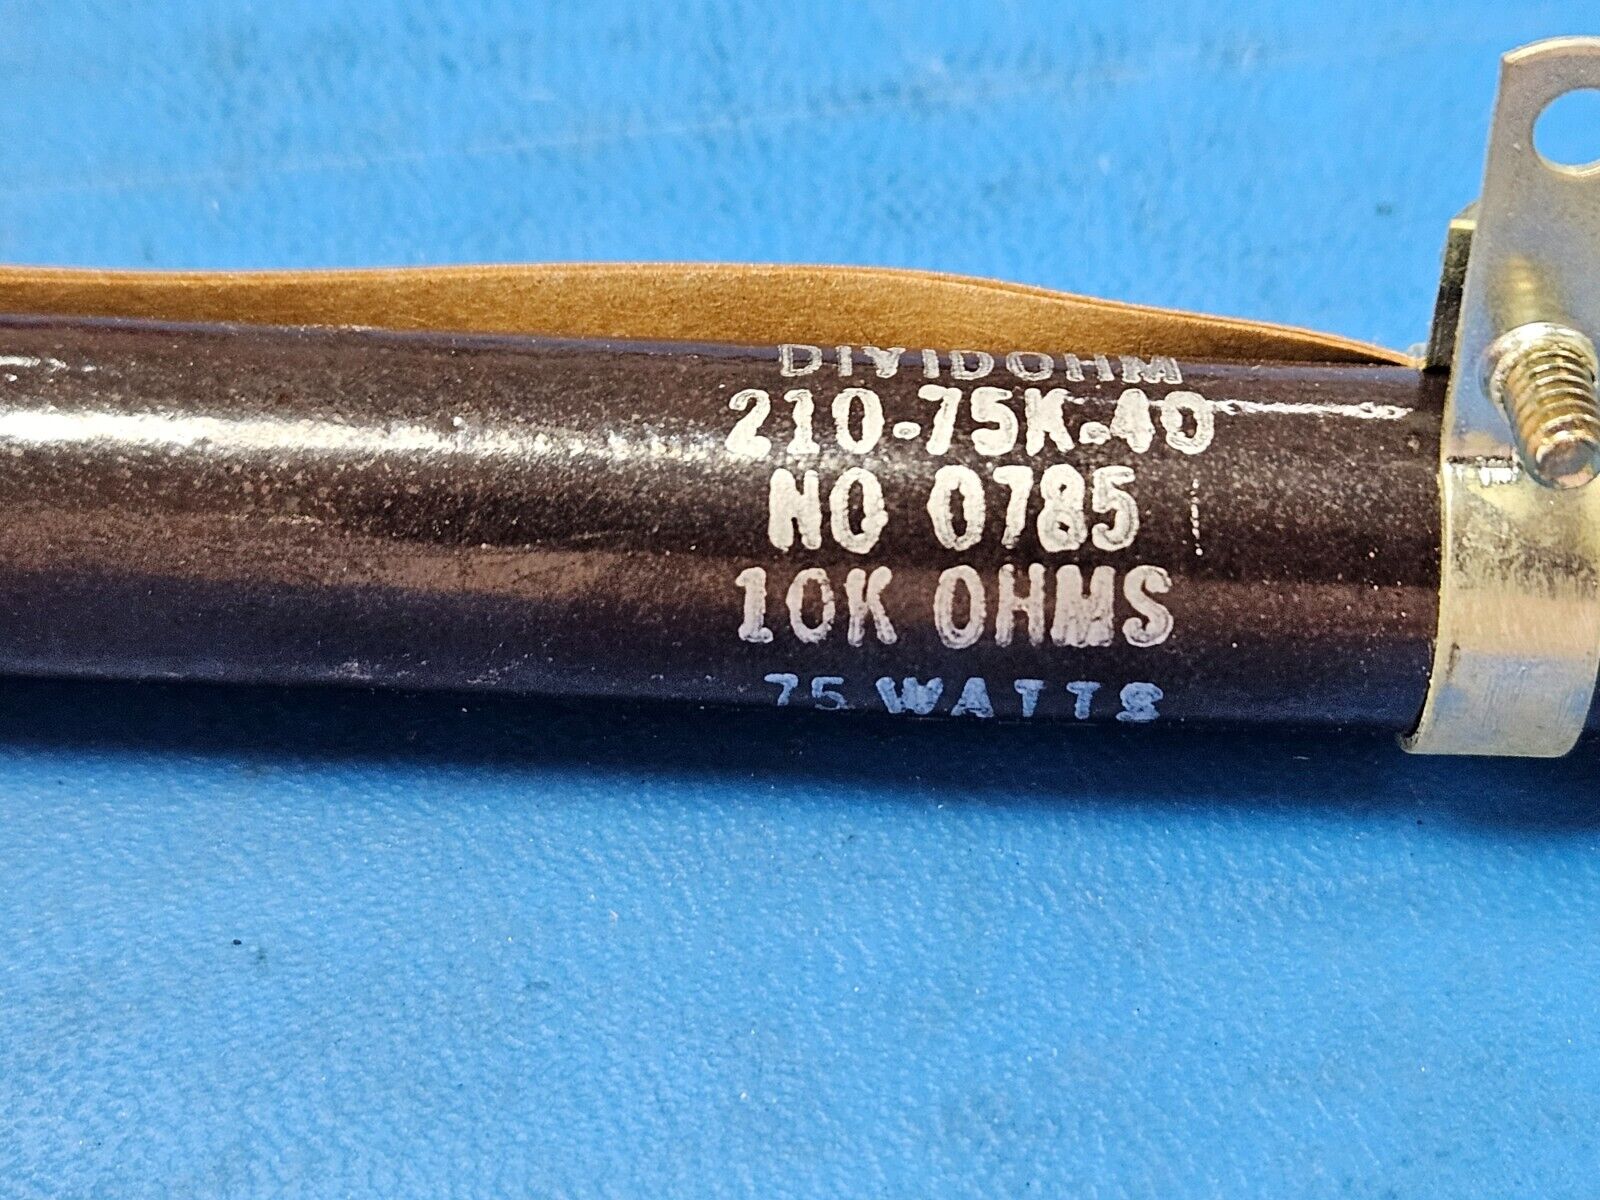 DIVIDOHM
210-75K-40
NO 0785
10K OHMS
75 WATTS